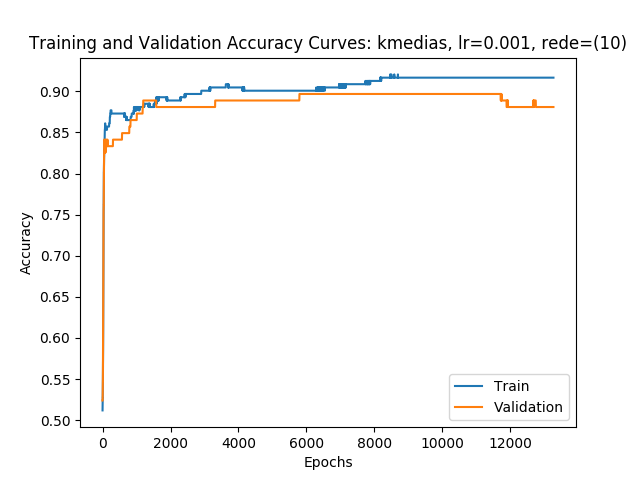 Training and Validation Accuracy Curves: kmedias, lr=0.001, rede=(10)
0.90
0.85
0.80
0.75
0.70
0.65
0.60
0.55
0.50
Accuracy
0 2000 4000 6000 8000 10000 12000
Epochs
Train
Validation